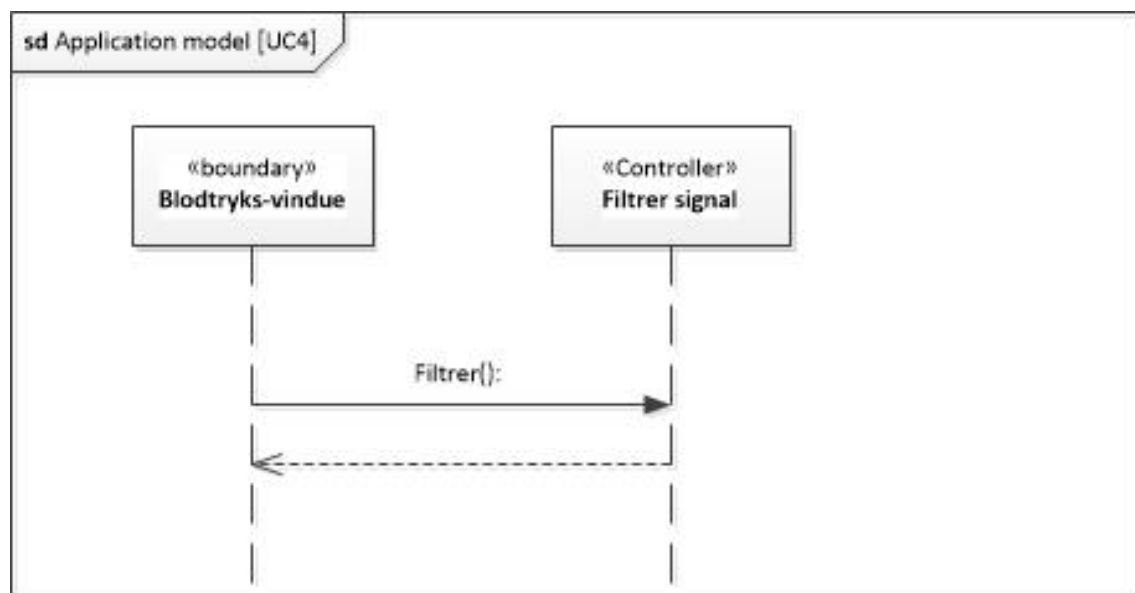 sd Application model [UC4]
«boundary»
Blodtryks-vindue
«Controller»
Filtrer signal
Filtrer():